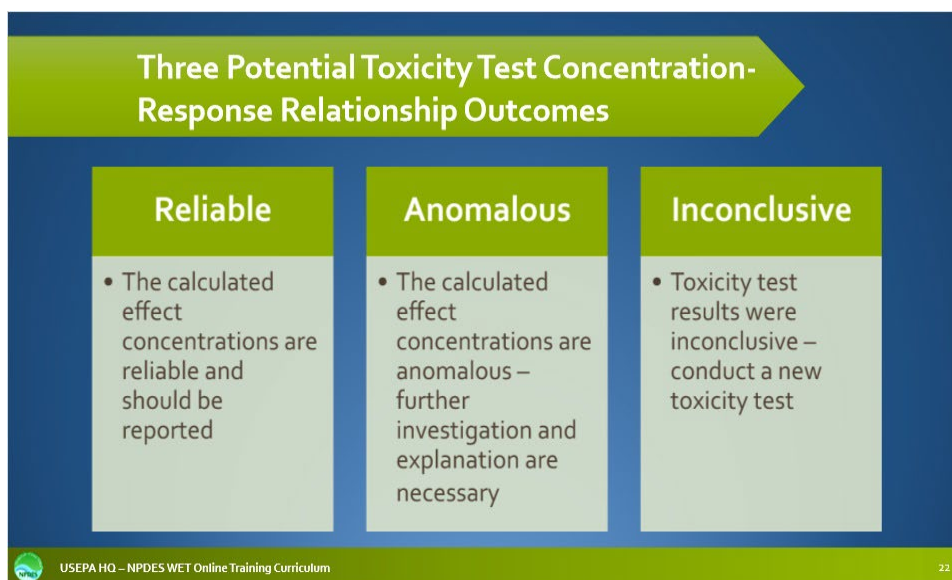 Three Potential Toxicity Test Concentration-
Response Relationship Outcomes
Reliable
• The calculated
effect
concentrations are
reliable and
should be
reported
Anomalous
• The calculated
effect
concentrations are
anomalous –
further
investigation and
explanation are
necessary
Inconclusive
• Toxicity test
results were
inconclusive –
conduct a new
toxicity test
NPDES
USEPA HQ – NPDES WET Online Training Curriculum
22